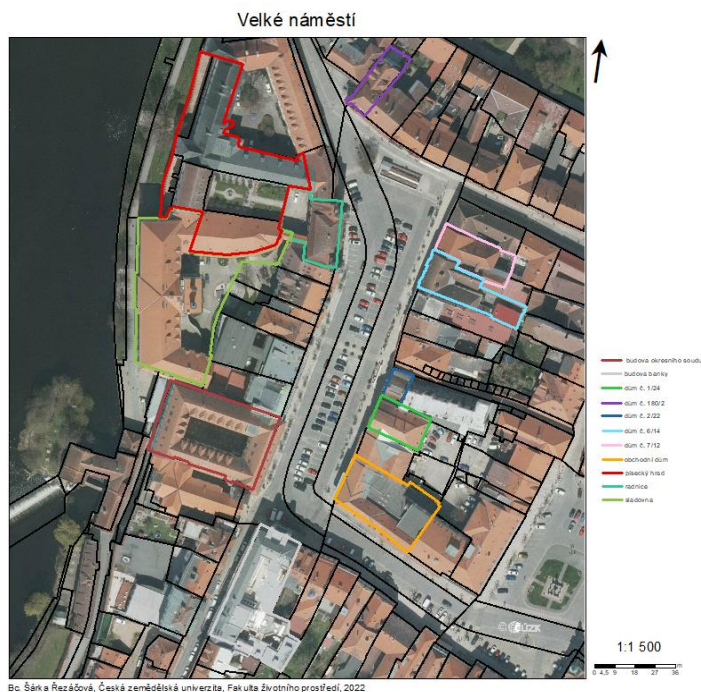 Velké náměstí
budova okresního soudu
budova banky
dům č. 1/24
dům č. 180/2
dům č. 2/22
dům č. 6/14
dům č. 7/12
obchodní dům
písecký hrad
radnice
sladovna
© ČÚZK
1:1 500
0 4,5 9 18 27 36 m
Bc. Šárka Řezáčová, Česká zemědělská univerzita, Fakulta životního prostředí, 2022